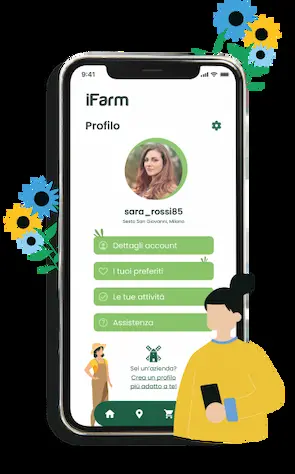 9:41
iFarm
Profilo
sara_rossi85
Sesto San Giovanni, Milano
Dettagli account
I tuoi preferiti
Le tue attività
Assistenza
Sei un'azienda?
Crea un profilo
più adatto a te!